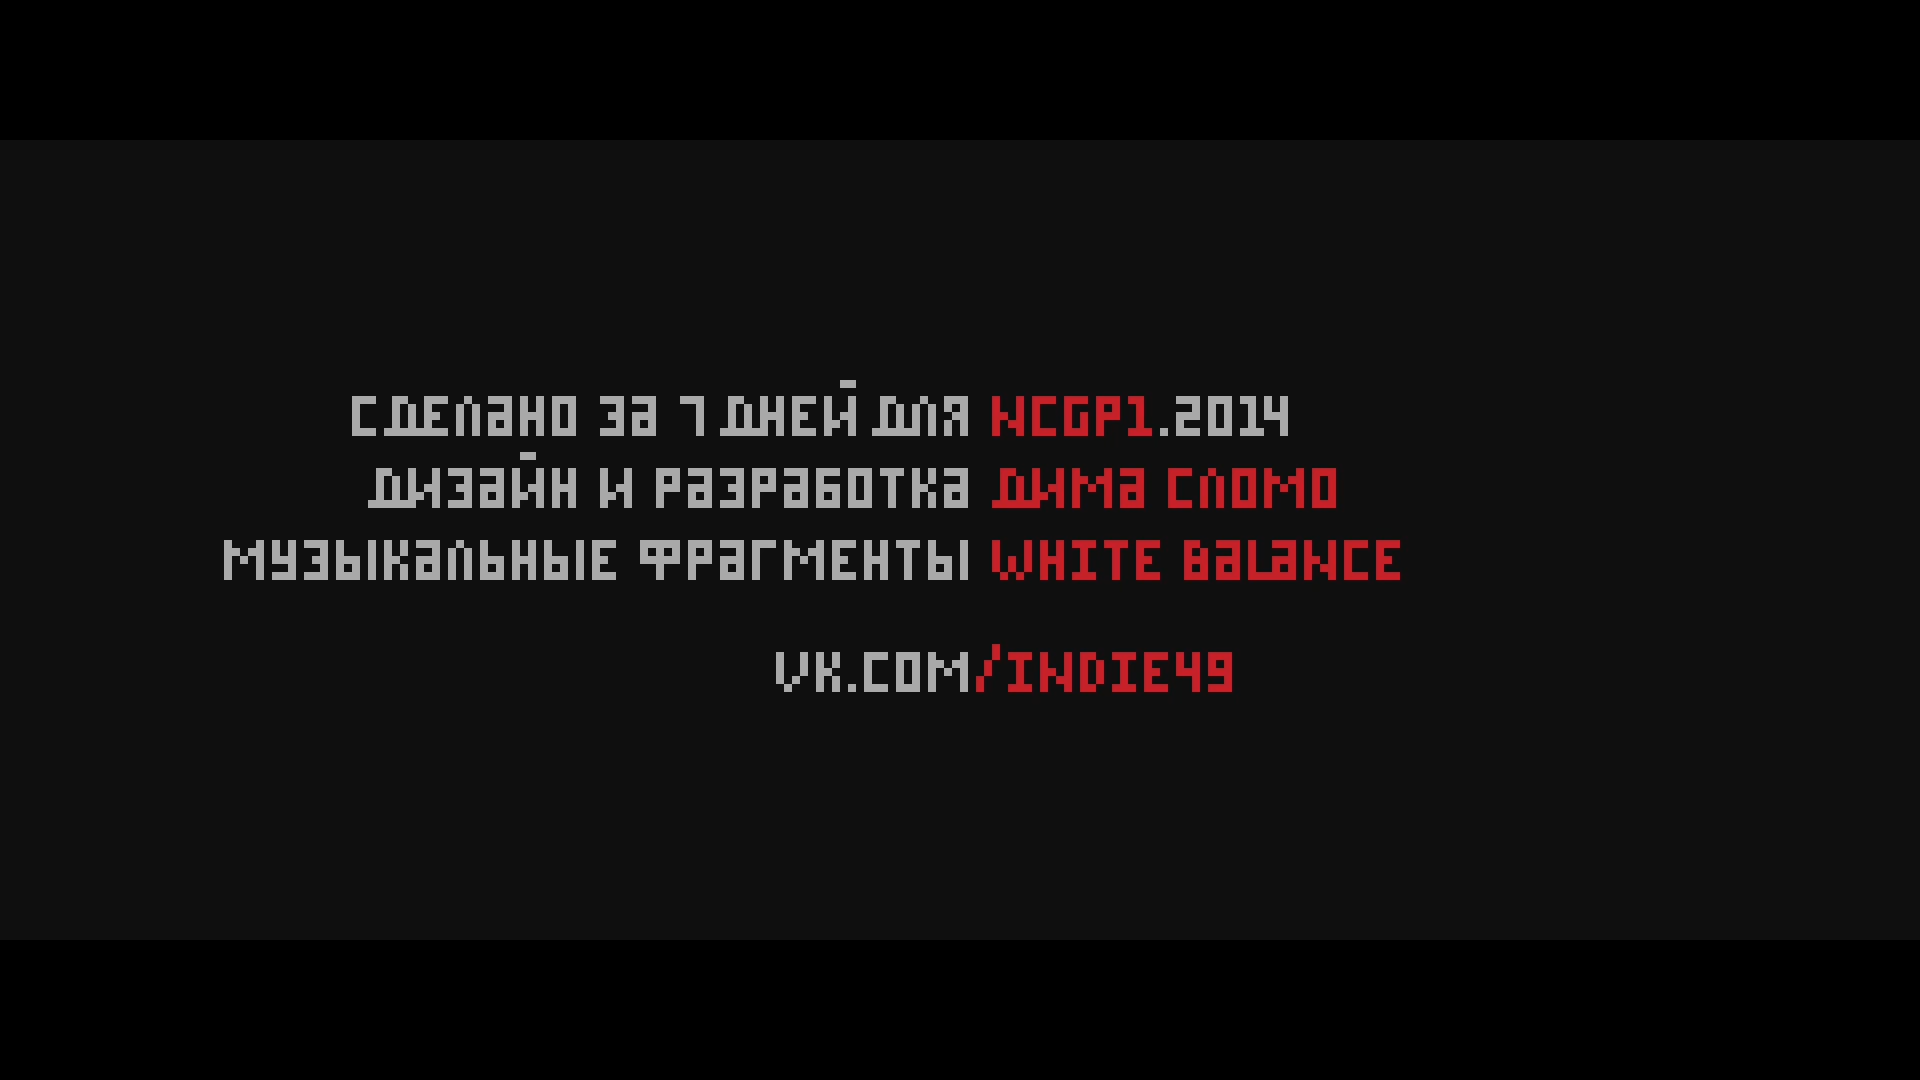 СДЕЛАНО ЗА 7 ДНЕЙ ДЛЯ NCGP1.2014
ДИЗАЙН И РАЗРАБОТКА ДИМА СЛОМО
МУЗЫКАЛЬНЫЕ ФРАГМЕНТЫ WHITE BALANCE
VK.COM/INDIE49